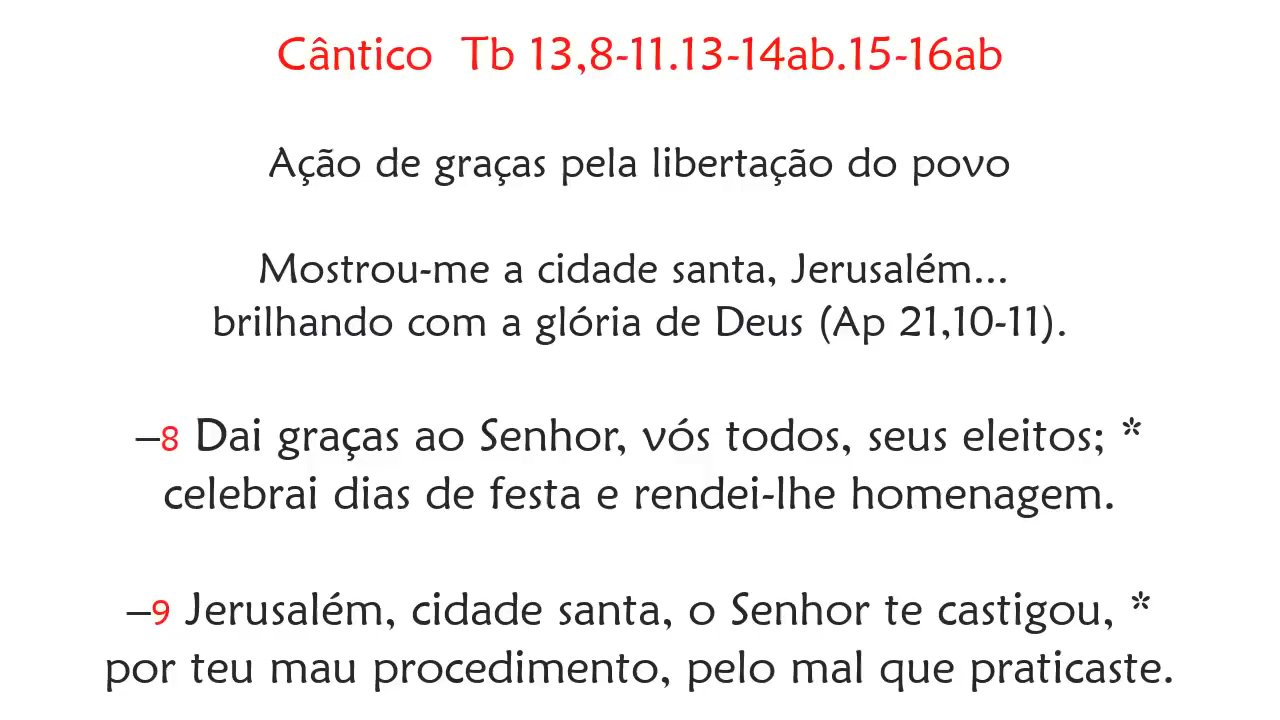 Cântico Tb 13,8-11.13-14ab.15-16ab
Ação de graças pela libertação do povo
Mostrou-me a cidade santa, Jerusalém...
brilhando com a glória de Deus (Ap 21,10-11).
–8 Dai graças ao Senhor, vós todos, seus eleitos; *
celebrai dias de festa e rendei-lhe homenagem.
–9 Jerusalém, cidade santa, o Senhor te castigou, *
por teu mau procedimento, pelo mal que praticaste.